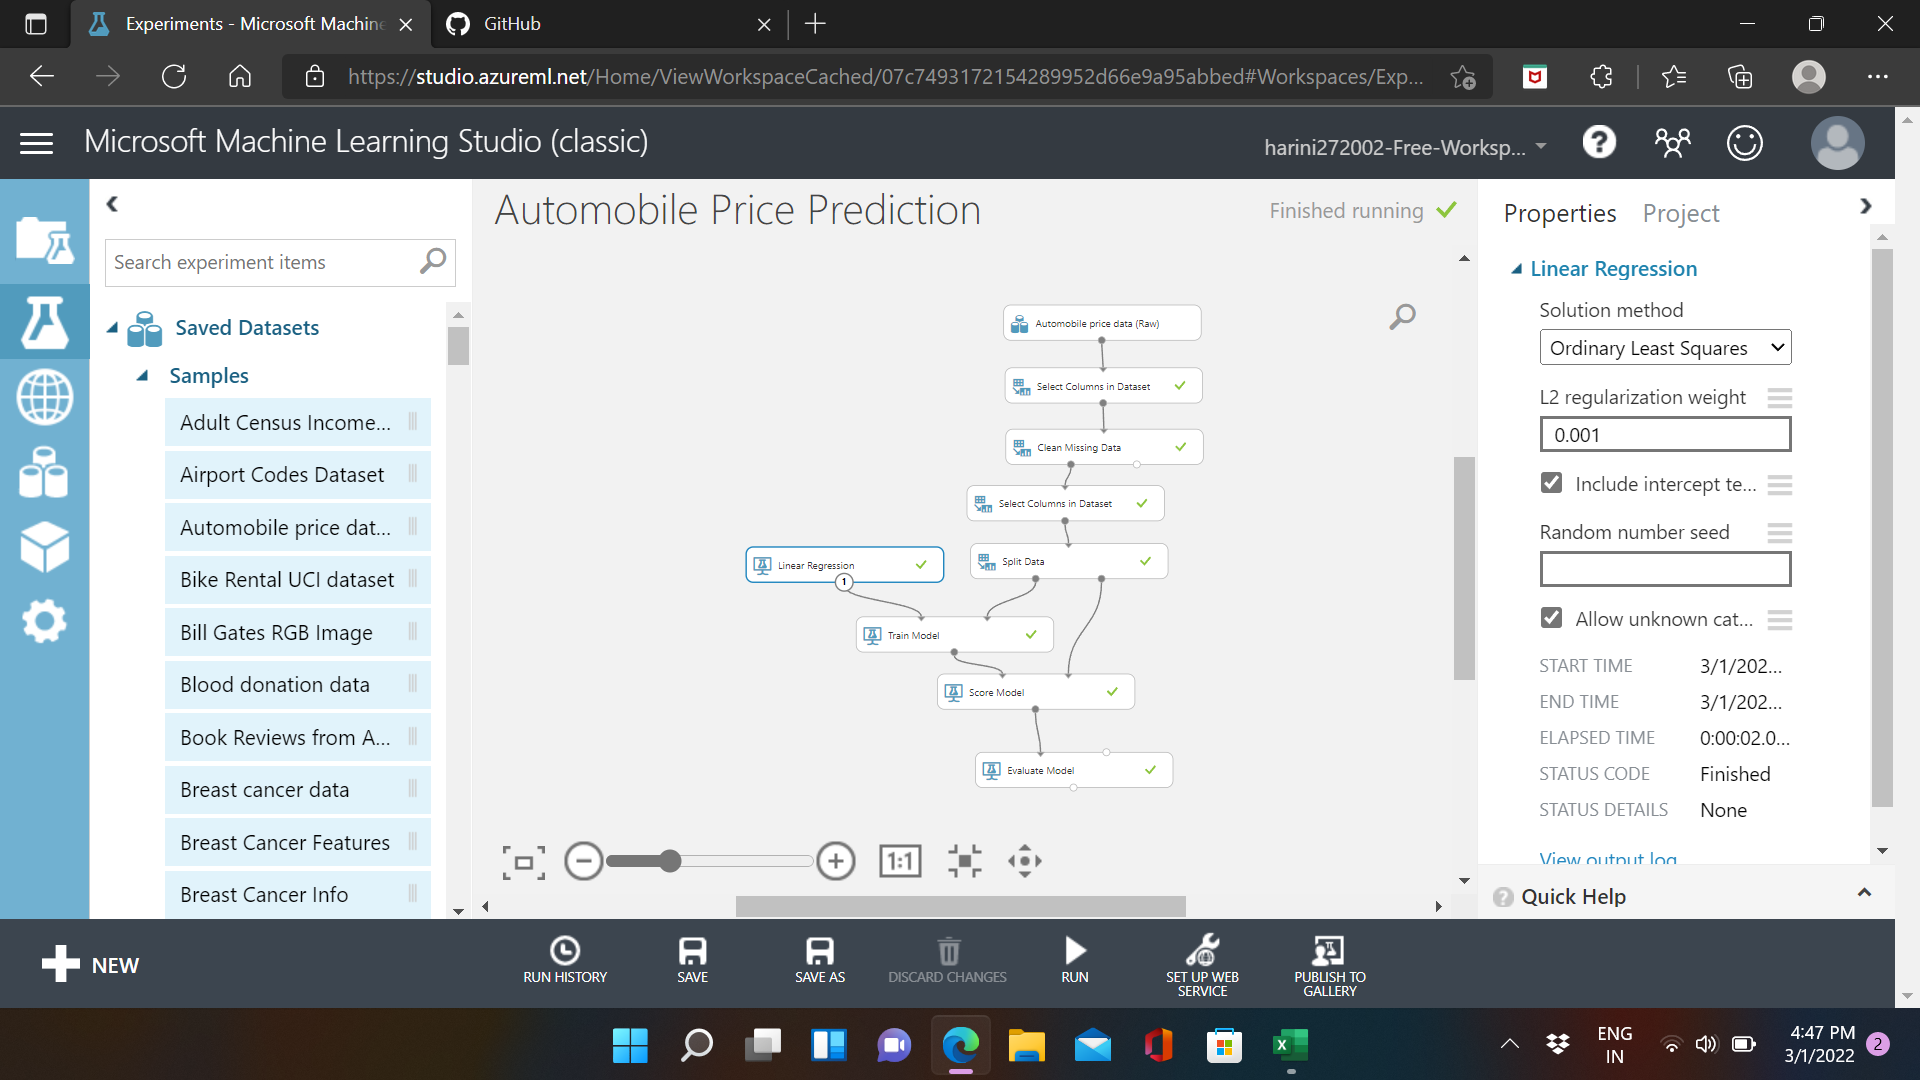 Experiments - Microsoft Machine
GitHub
https://studio.azureml.net/Home/ViewWorkspaceCached/07c7493172154289952d66e9a95abbed#Workspaces/Exp...
Microsoft Machine Learning Studio (classic)
harini272002-Free-Worksp...
Search experiment items
Saved Datasets
Samples
Adult Census Income...
Airport Codes Dataset
Automobile price dat...
Bike Rental UCI dataset
Bill Gates RGB Image
Blood donation data
Book Reviews from A...
Breast cancer data
Breast Cancer Features
Breast Cancer Info
Automobile Price Prediction
Finished running
Automobile price data (Raw)
Select Columns in Dataset
Clean Missing Data
Select Columns in Dataset
Linear Regression
1
Split Data
Train Model
Score Model
Evaluate Model
1:1
Properties
Project
Linear Regression
Solution method
Ordinary Least Squares
L2 regularization weight
0.001
Include intercept te...
Random number seed
Allow unknown cat...
START TIME 3/1/202...
END TIME 3/1/202...
ELAPSED TIME 0:00:02.0...
STATUS CODE Finished
STATUS DETAILS None
View output log
Quick Help
NEW
RUN HISTORY
SAVE
SAVE AS
DISCARD CHANGES
RUN
SET UP WEB
SERVICE
PUBLISH TO
GALLERY
ENG
IN
4:47 PM
3/1/2022
2